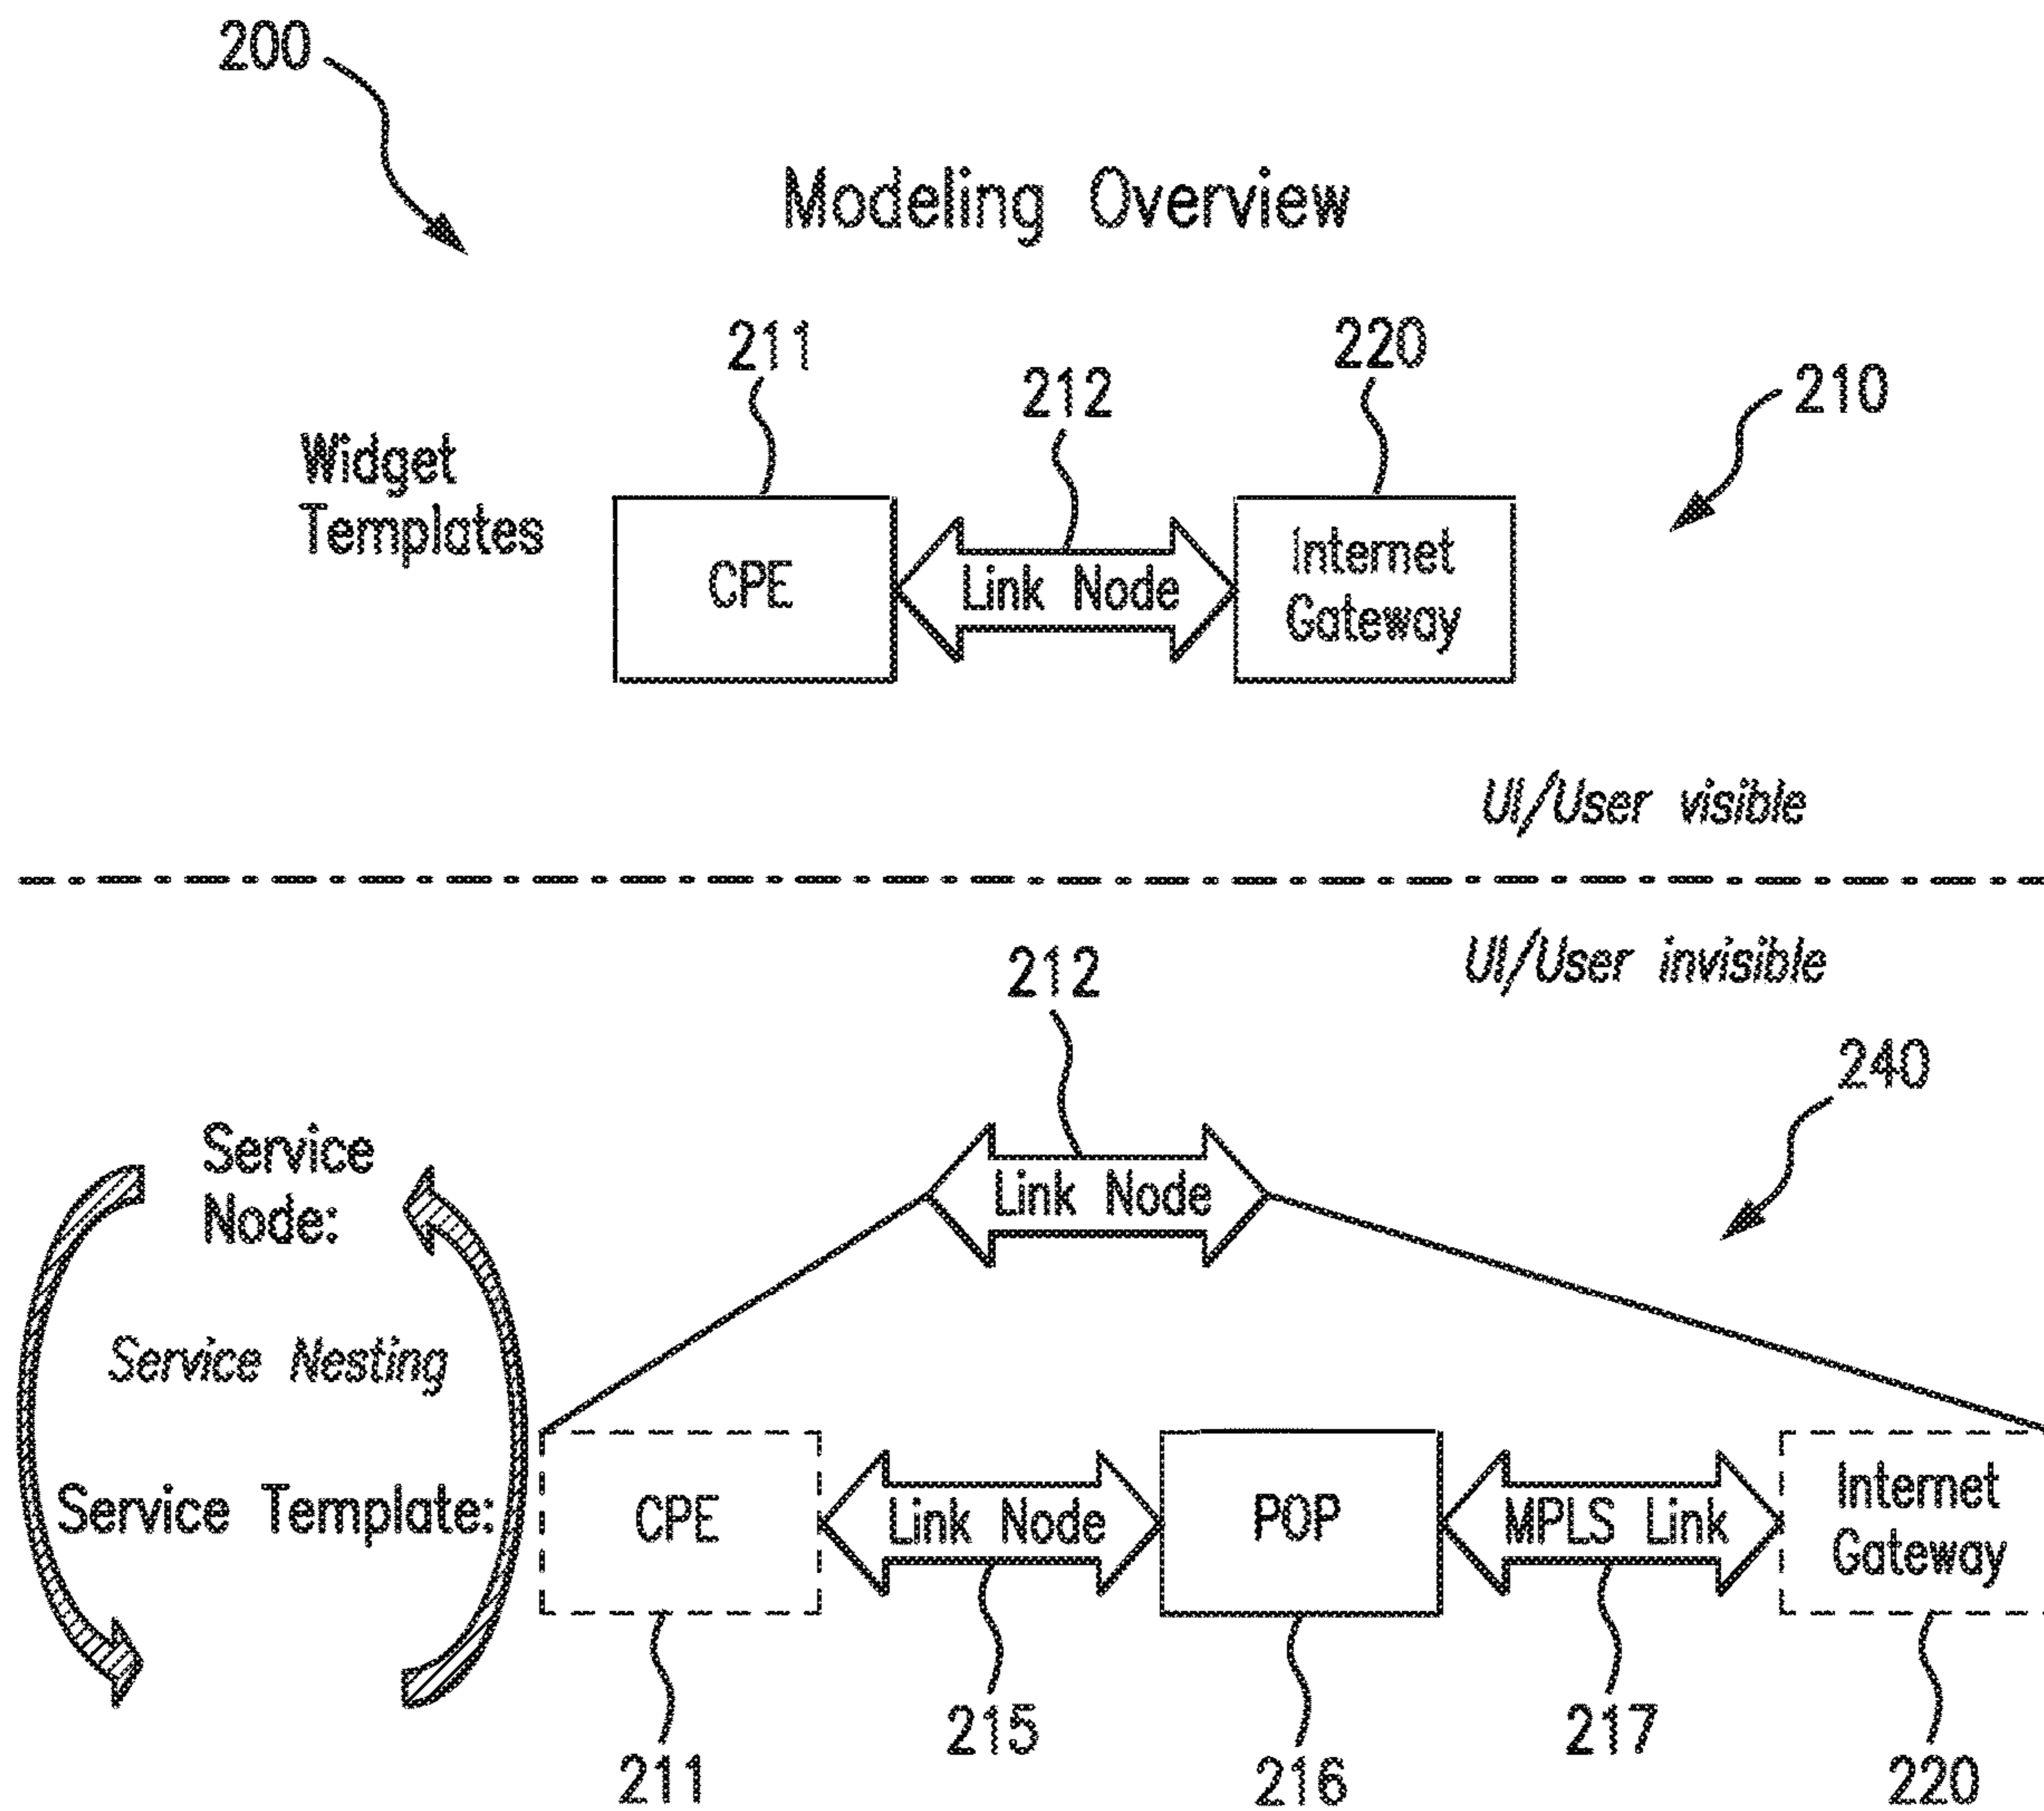 200
Modeling Overview
211
212
220
210
Widget
Templates
CPE
Link Node
Internet
Gateway
UI/User visible
UI/User invisible
212
240
Service
Node:
Link Node
Service Nesting
Service Template:
CPE
Link Node
POP
MPLS Link
Internet
Gateway
211
215
216
217
220